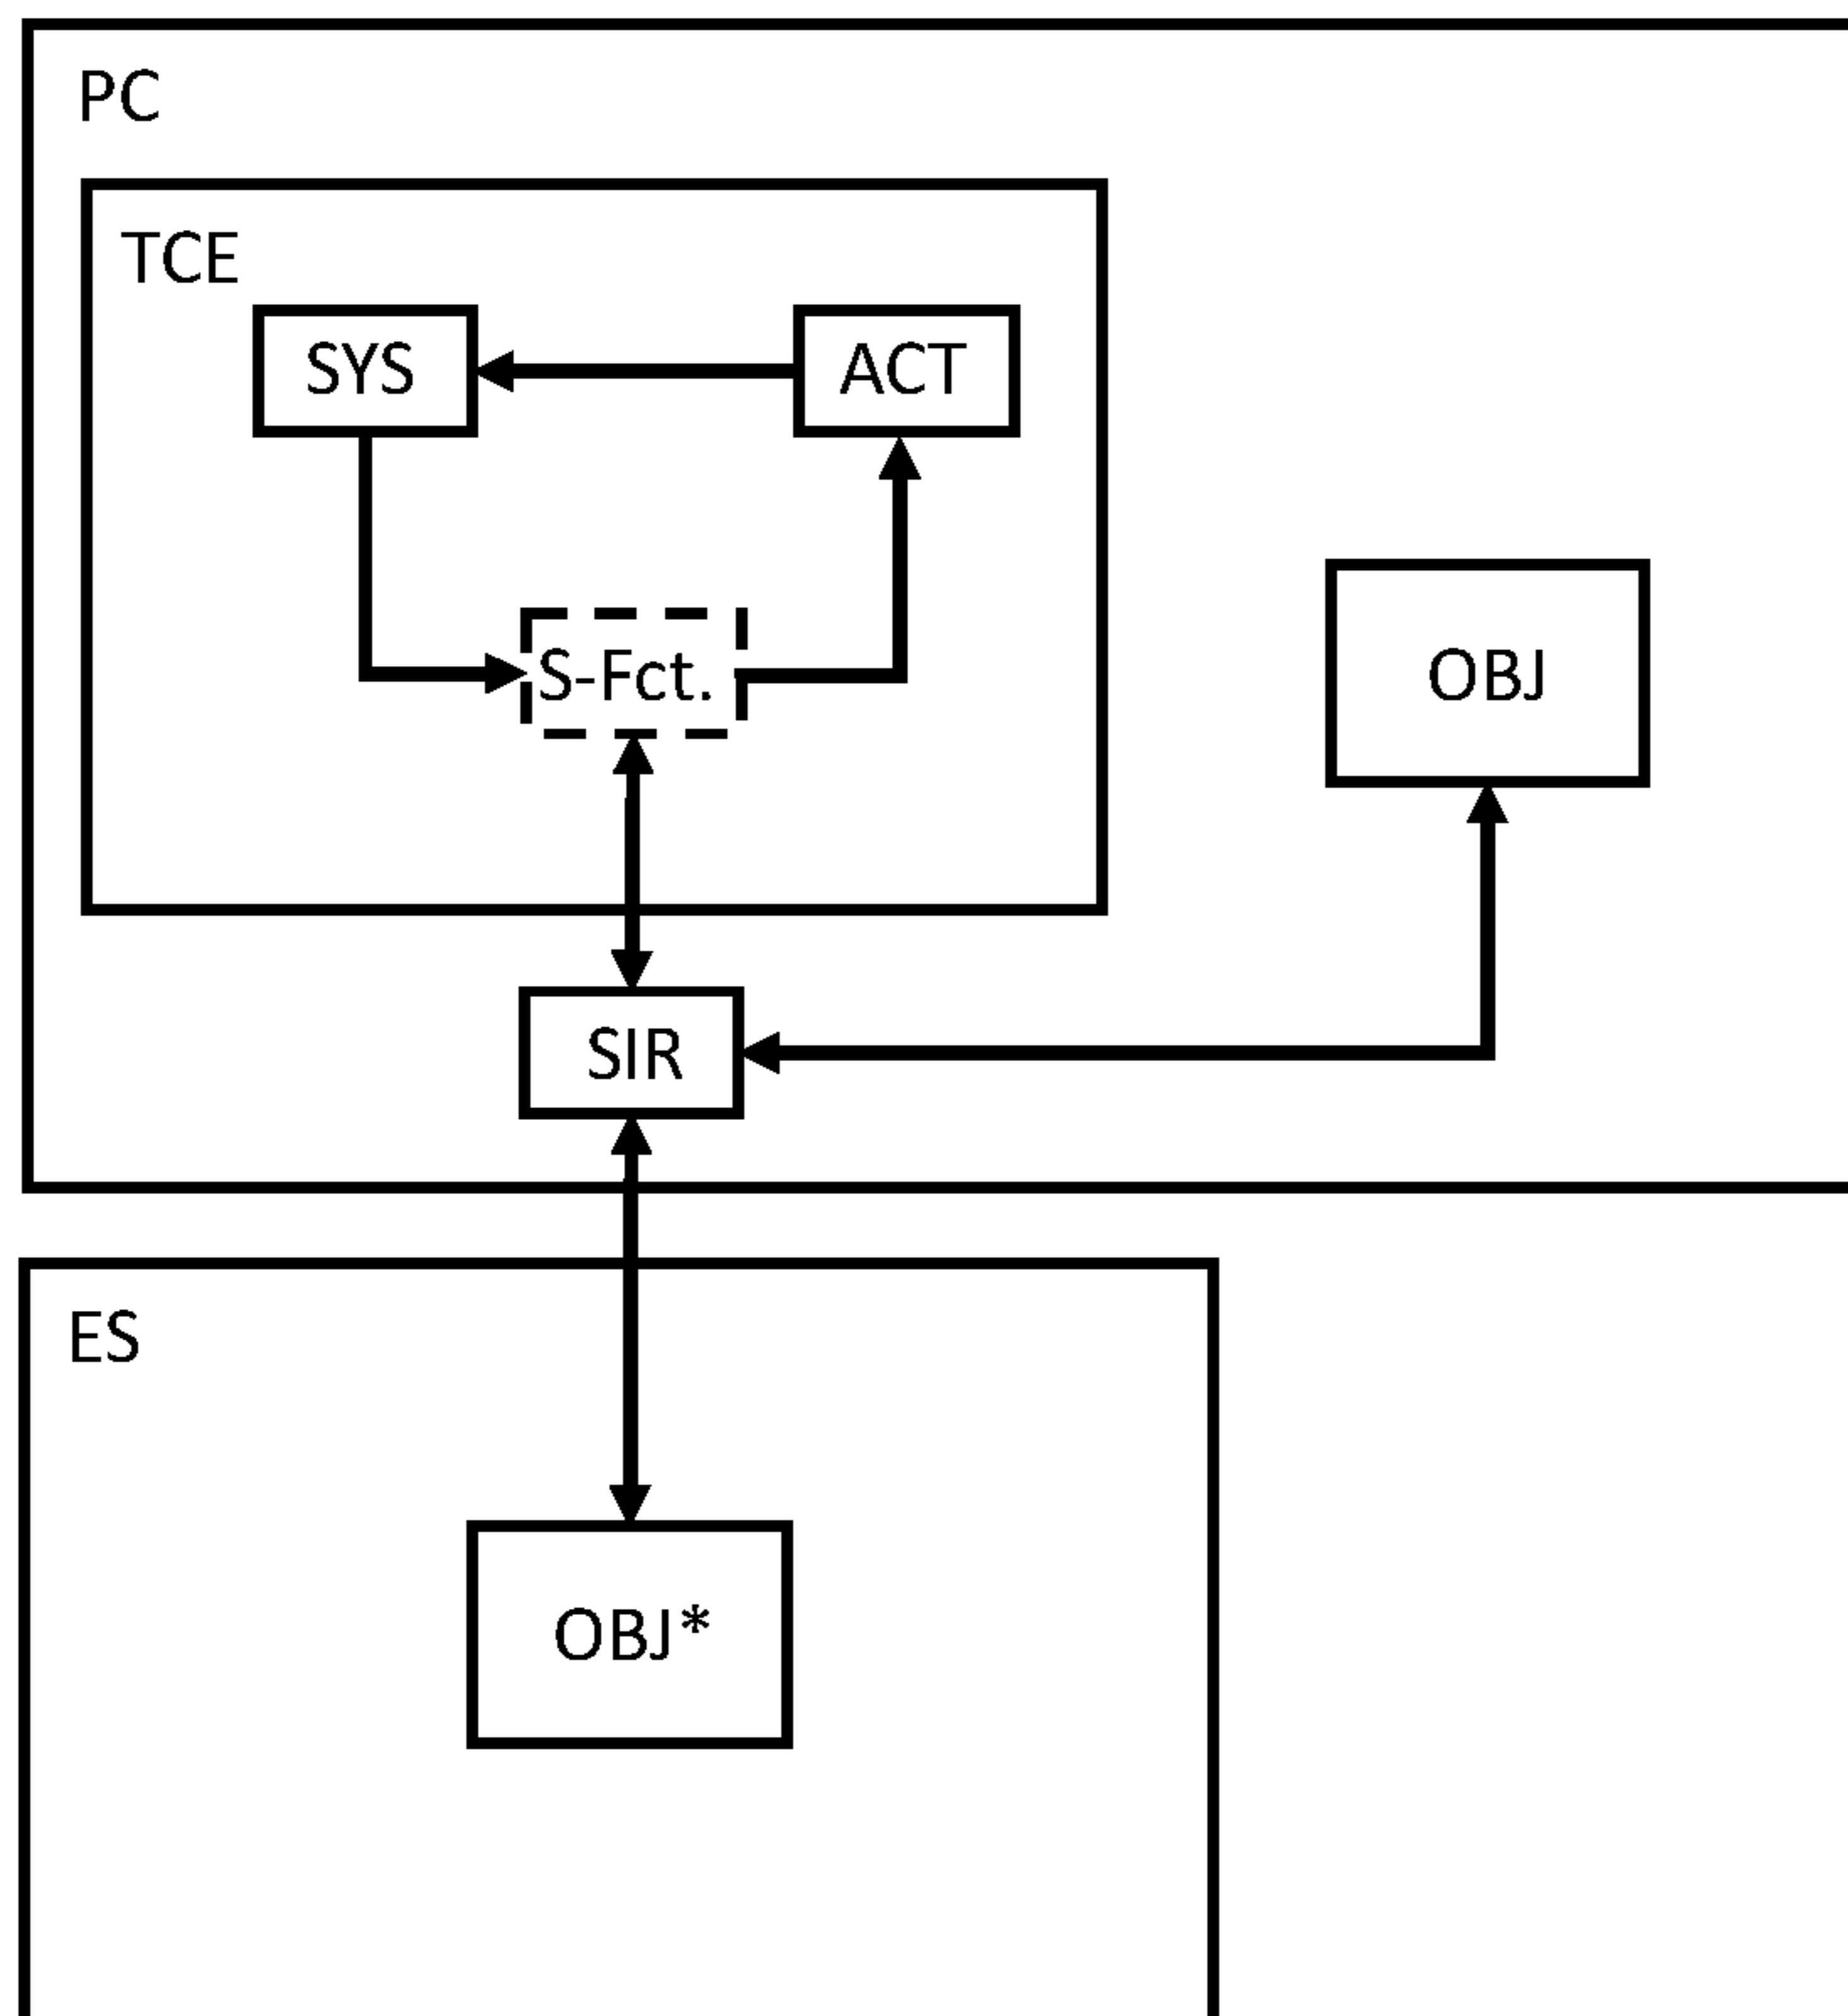 PC
TCE
SYS
ACT
S-Fct.
OBJ
SIR
ES
OBJ*